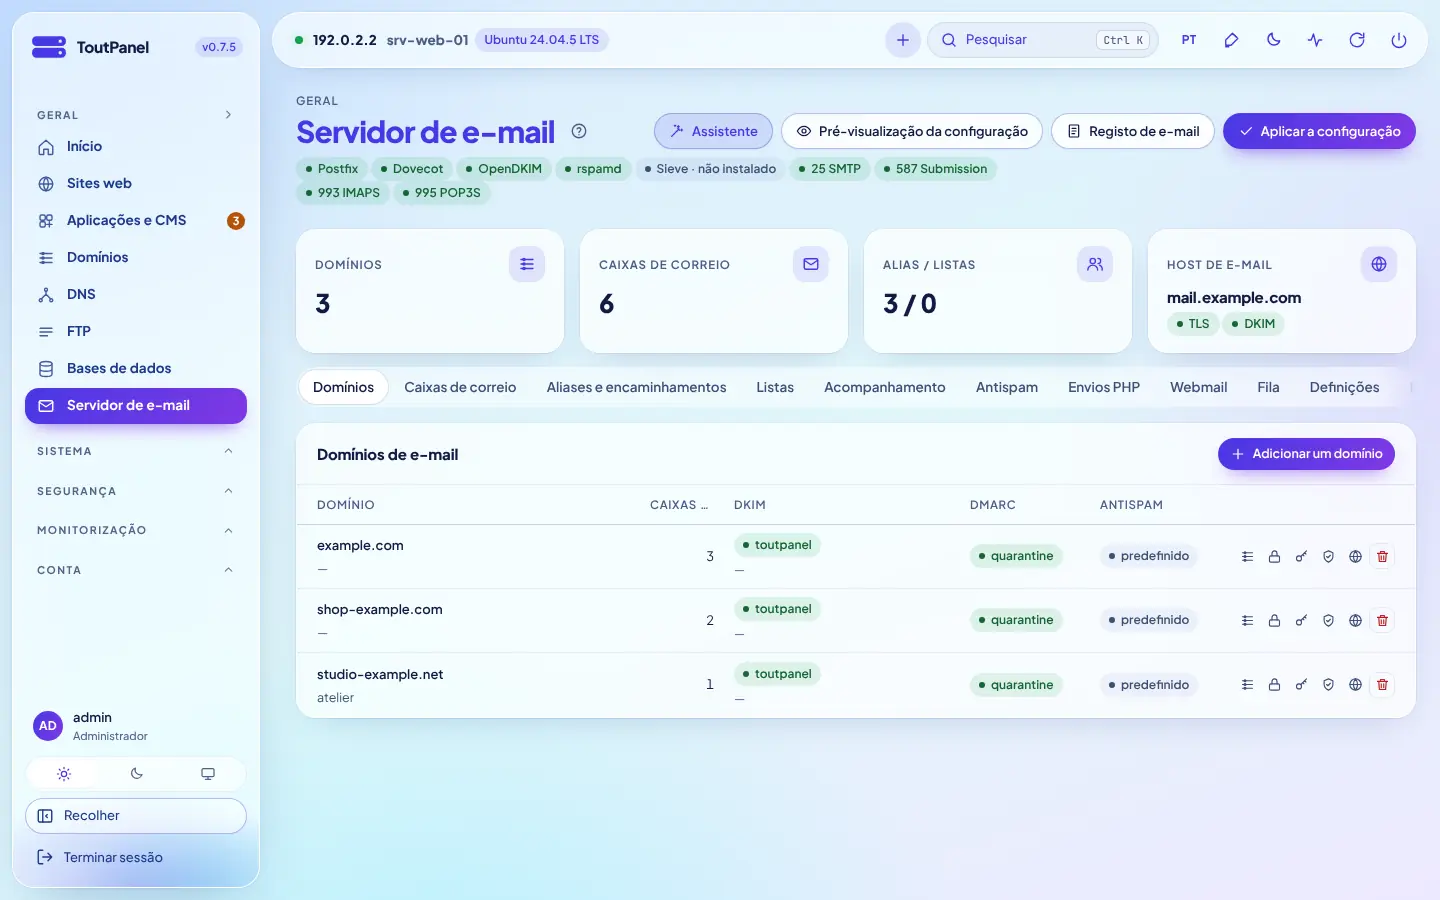 ToutPanel
v0.7.5
GERAL
Início
Sites web
Aplicações e CMS
3
Domínios
DNS
FTP
Bases de dados
Servidor de e-mail
SISTEMA
SEGURANÇA
MONITORIZAÇÃO
CONTA
AD
admin
Administrador
Recolher
Terminar sessão
192.0.2.2 srv-web-01 Ubuntu 24.04.5 LTS
Pesquisar Ctrl K
PT
GERAL
Servidor de e-mail
Assistente
Pré-visualização da configuração
Registo de e-mail
Aplicar a configuração
Postfix Dovecot OpenDKIM rspamd Sieve · não instalado 25 SMTP 587 Submission
993 IMAPS 995 POP3S
DOMÍNIOS
3
CAIXAS DE CORREIO
6
ALIAS / LISTAS
3 / 0
HOST DE E-MAIL
mail.example.com
TLS DKIM
Domínios Caixas de correio Aliases e encaminhamentos Listas Acompanhamento Antispam Envios PHP Webmail Fila Definições
Domínios de e-mail
Adicionar um domínio
DOMÍNIO CAIXAS … DKIM DMARC ANTISPAM
example.com 3 toutpanel quarantine predefinido
— —
shop-example.com 2 toutpanel quarantine predefinido
— —
studio-example.net 1 toutpanel quarantine predefinido
atelier —